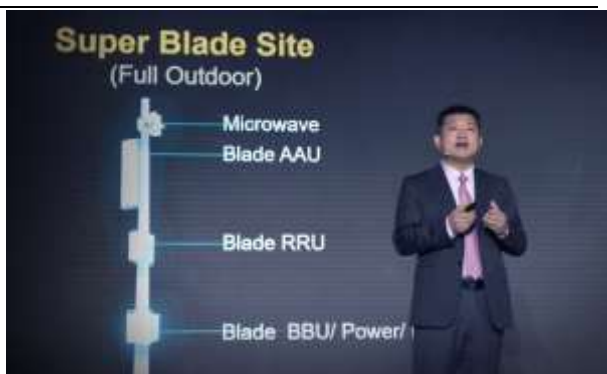 Super Blade Site
(Full Outdoor)
Microwave
Blade AAU
Blade RRU
Blade BBU/ Power/